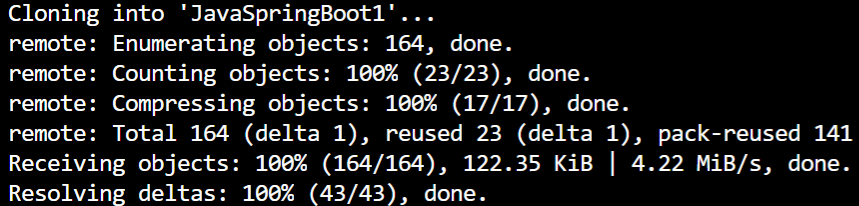 Cloning into 'JavaSpringBoot1'...
remote: Enumerating objects: 164, done.
remote: Counting objects: 100% (23/23), done.
remote: Compressing objects: 100% (17/17), done.
remote: Total 164 (delta 1), reused 23 (delta 1), pack-reused 141
Receiving objects: 100% (164/164), 122.35 KiB | 4.22 MiB/s, done.
Resolving deltas: 100% (43/43), done.